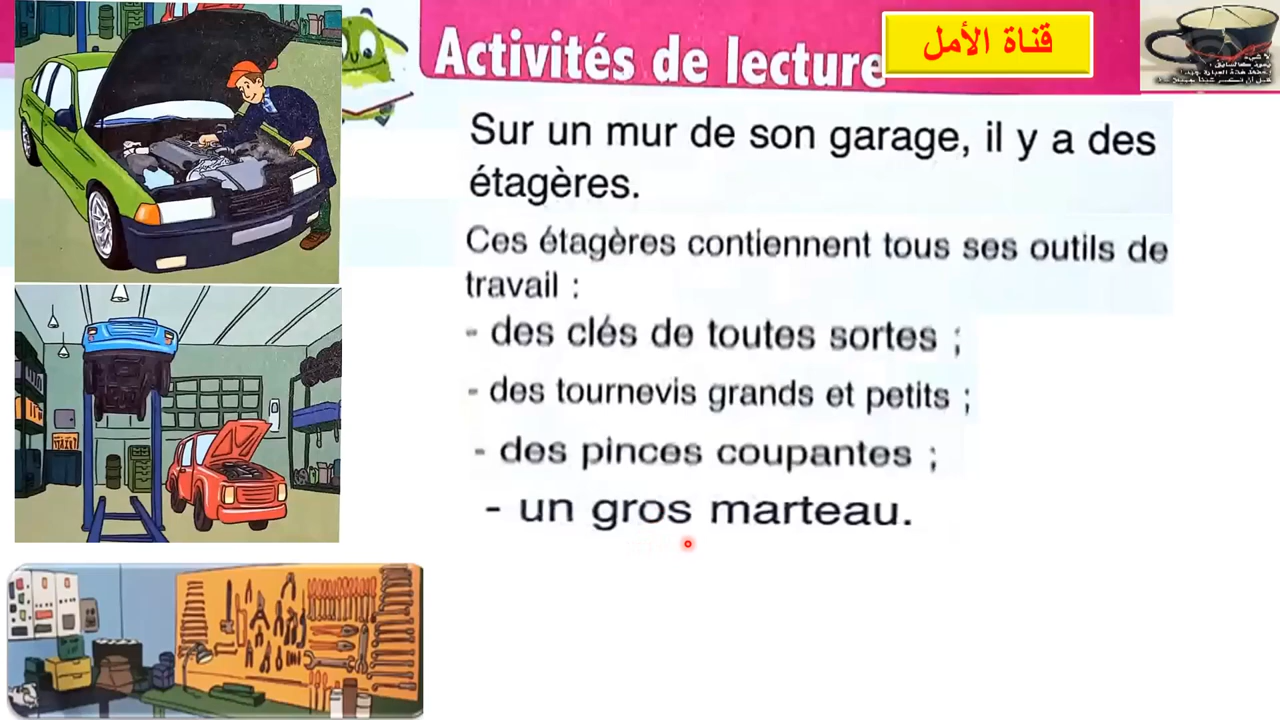 Activités de lecture
قناة الأمل
Sur un mur de son garage, il y a des
étagères.
Ces étagères contiennent tous ses outils de
travail :
- des clés de toutes sortes ;
- des tournevis grands et petits ;
- des pinces coupantes ;
- un gros marteau.